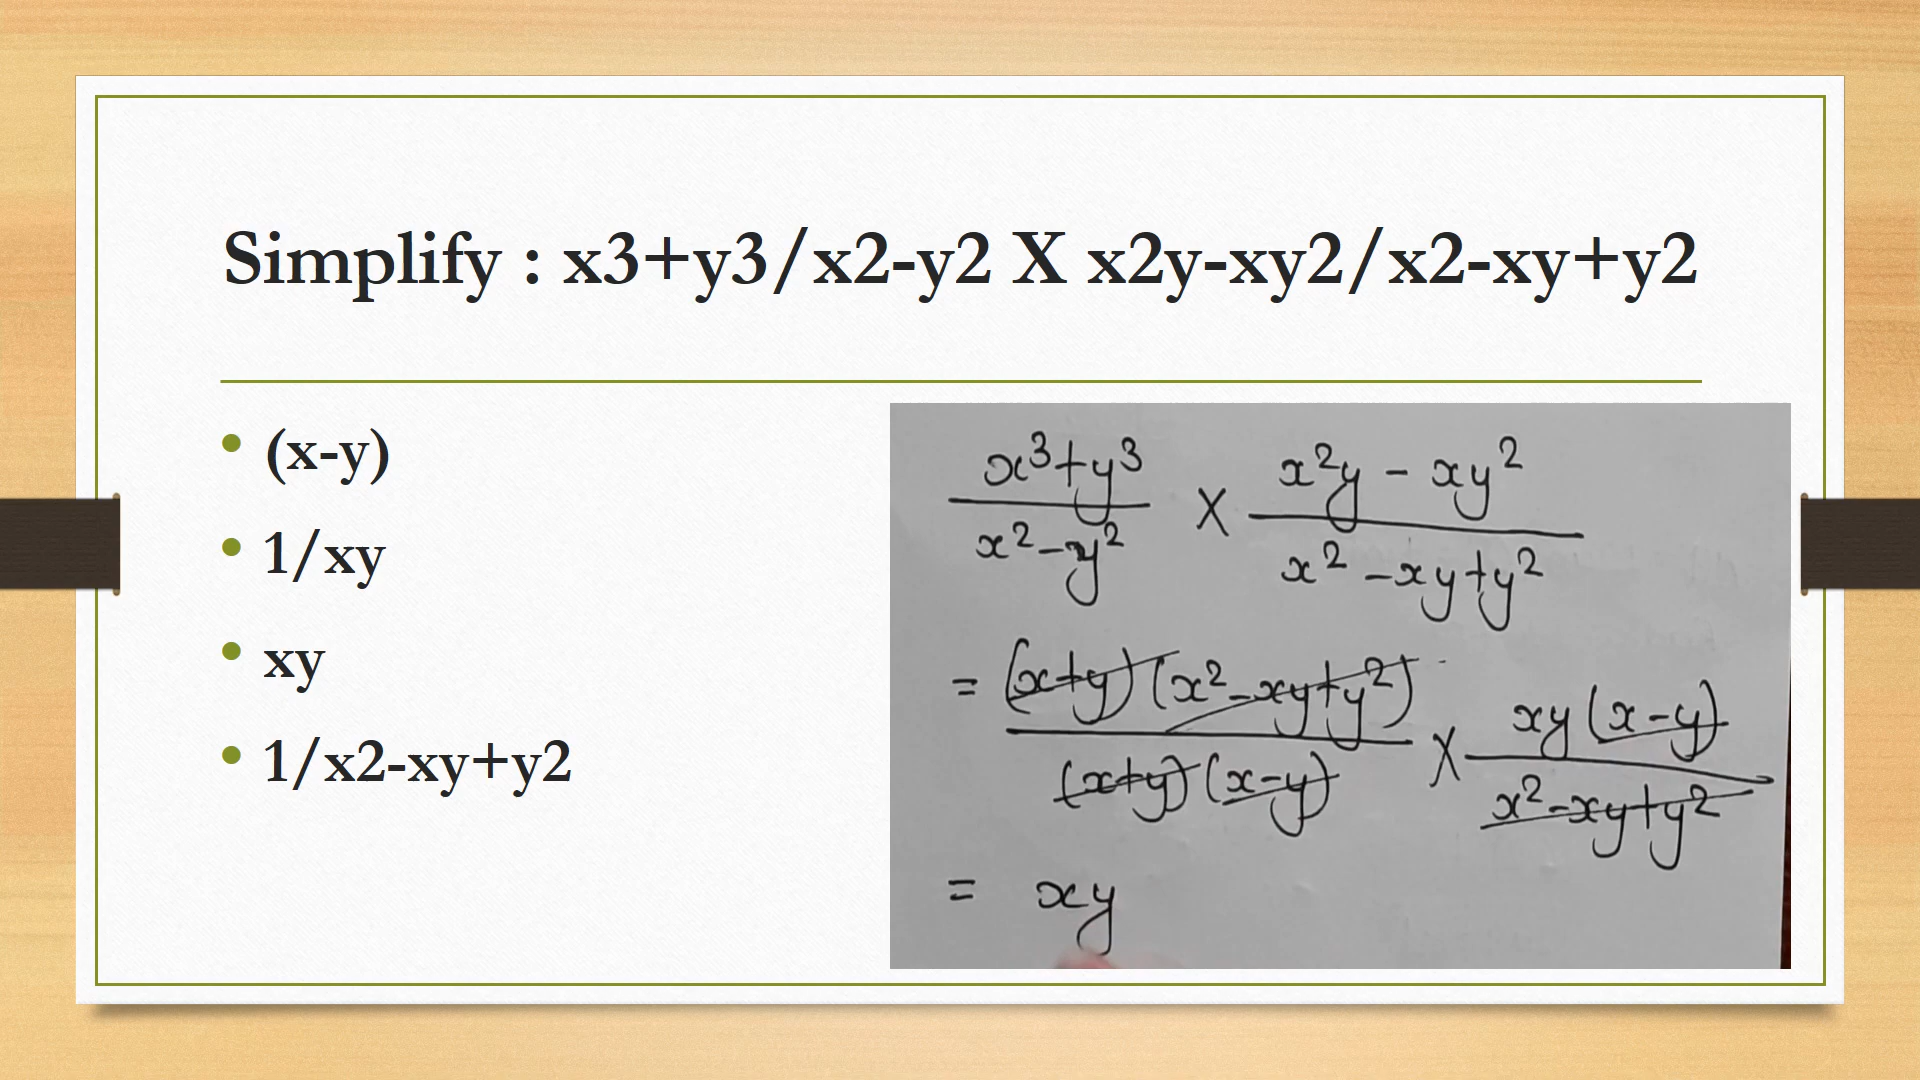 Simplify : x3+y3/x2-y2 X x2y-xy2/x2-xy+y2
(x-y)
1/xy
xy
1/x2-xy+y2
x³+y³ / x²-y² X x²y - xy² / x²-xy+y²
= (x+y)(x²-xy+y²) / (x+y)(x-y) X xy(x-y) / x²-xy+y²
= xy